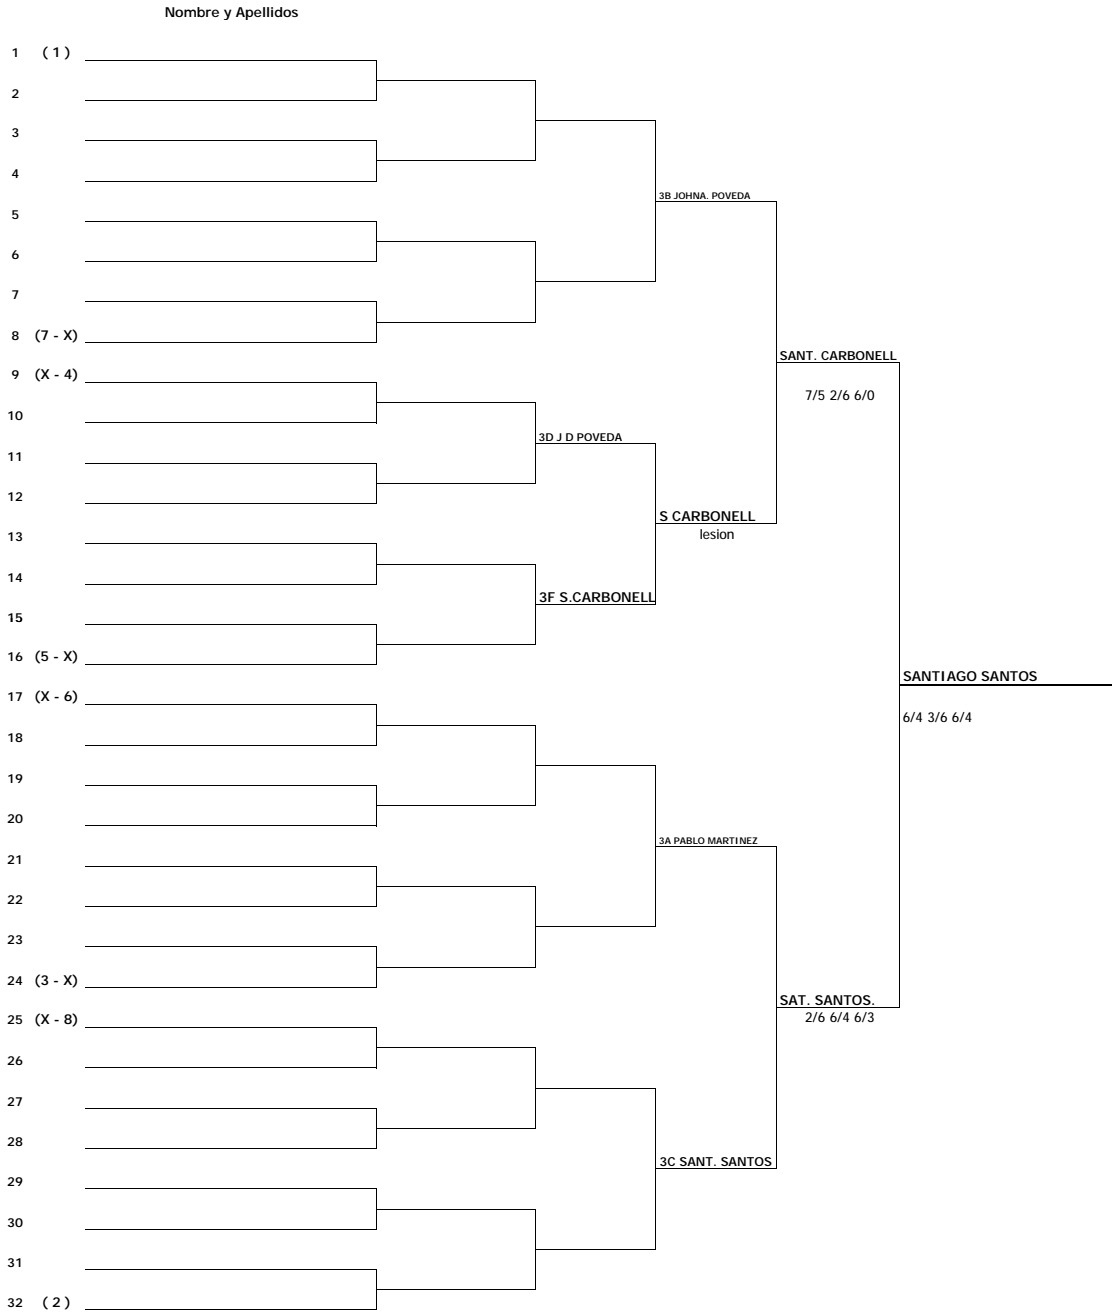 Nombre y Apellidos
1 ( 1 )
2
3
4
3B JOHNA. POVEDA
5
6
7
8 (7 - X)
SANT. CARBONELL
9 (X - 4)
7/5 2/6 6/0
10
3D J D POVEDA
11
12
S CARBONELL
lesion
13
14
3F S.CARBONELL
15
16 (5 - X)
SANTIAGO SANTOS
17 (X - 6)
6/4 3/6 6/4
18
19
20
3A PABLO MARTINEZ
21
22
23
24 (3 - X)
SAT. SANTOS.
25 (X - 8)
2/6 6/4 6/3
26
27
28
3C SANT. SANTOS
29
30
31
32 ( 2 )